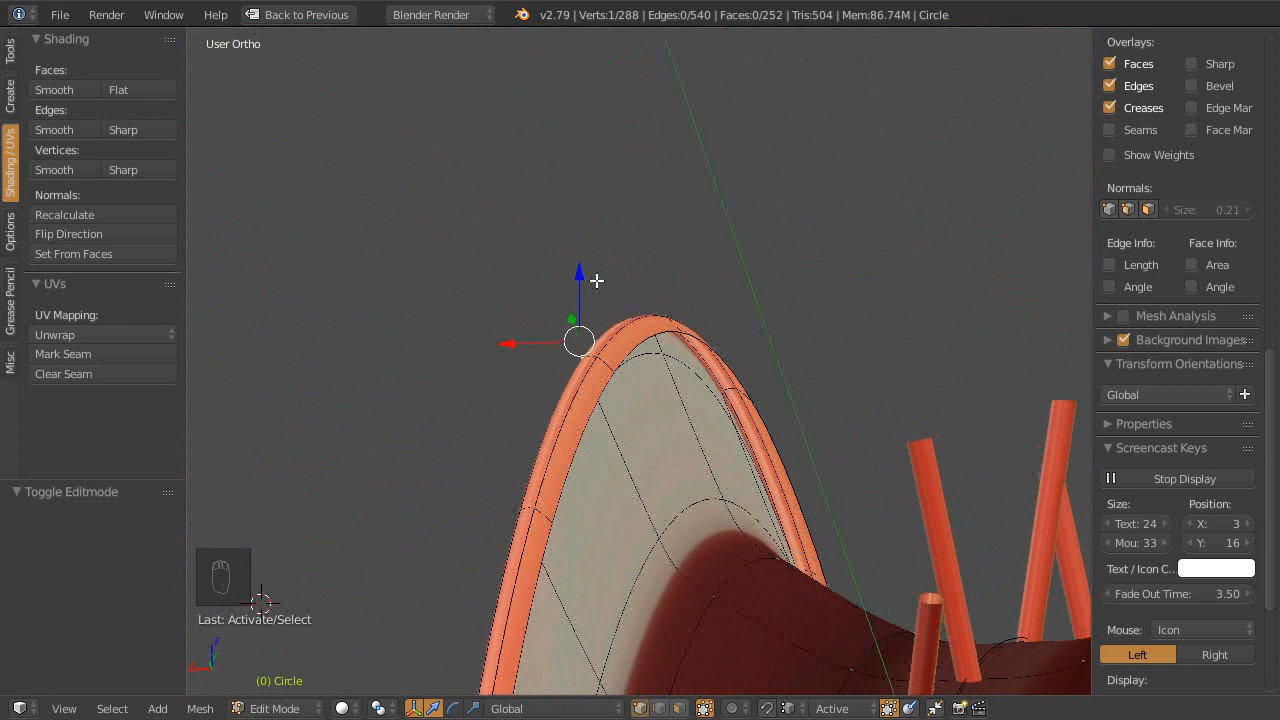 File Render Window Help Back to Previous Blender Render v2.79 | Verts:1/288 | Edges:0/540 | Faces:0/252 | Tris:504 | Mem:86.74M | Circle
Tools
Create
Shading / UVs
Options
Grease Pencil
Misc
Shading
Faces:
Smooth Flat
Edges:
Smooth Sharp
Vertices:
Smooth Sharp
Normals:
Recalculate
Flip Direction
Set From Faces
UVs
UV Mapping:
Unwrap
Mark Seam
Clear Seam
Toggle Editmode
User Ortho
Last: Activate/Select
(0) Circle
Overlays:
Faces Sharp
Edges Bevel
Creases Edge Mar
Seams Face Mar
Show Weights
Normals:
Size: 0.21
Edge Info: Face Info:
Length Area
Angle Angle
Mesh Analysis
Background Images
Transform Orientations
Global
Properties
Screencast Keys
Stop Display
Size: Position:
Text: 24 X: 3
Mou: 33 Y: 16
Text / Icon C...
Fade Out Time: 3.50
Mouse: Icon
Left Right
Display:
View Select Add Mesh Edit Mode Global Active